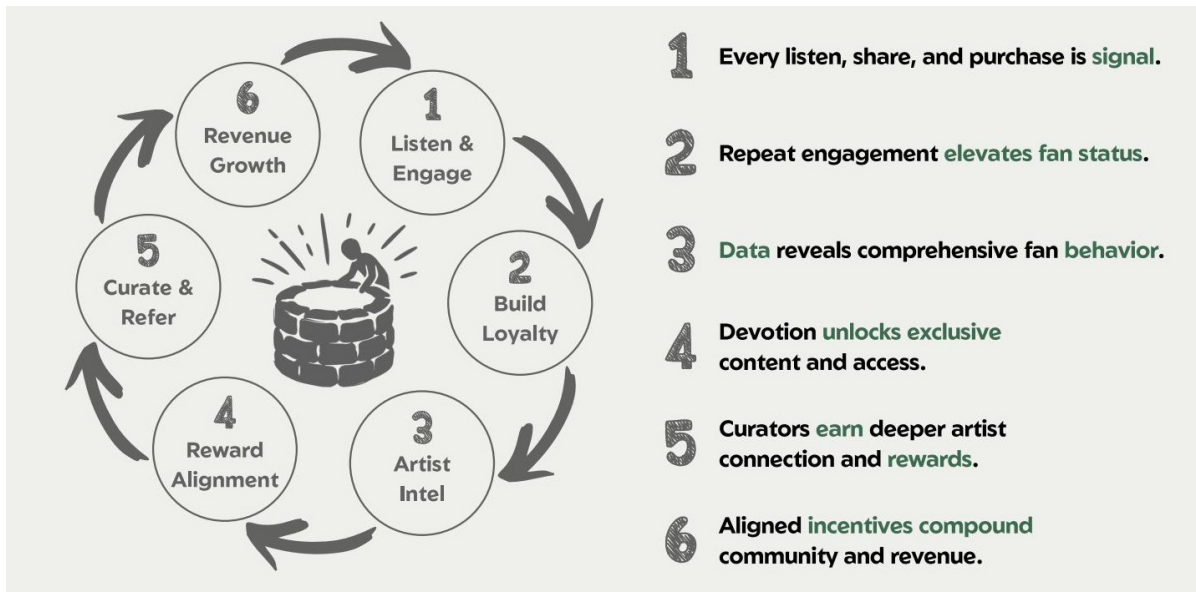 1
Listen &
Engage
2
Build
Loyalty
3
Artist
Intel
4
Reward
Alignment
5
Curate &
Refer
6
Revenue
Growth
1 Every listen, share, and purchase is signal.
2 Repeat engagement elevates fan status.
3 Data reveals comprehensive fan behavior.
4 Devotion unlocks exclusive
content and access.
5 Curators earn deeper artist
connection and rewards.
6 Aligned incentives compound
community and revenue.